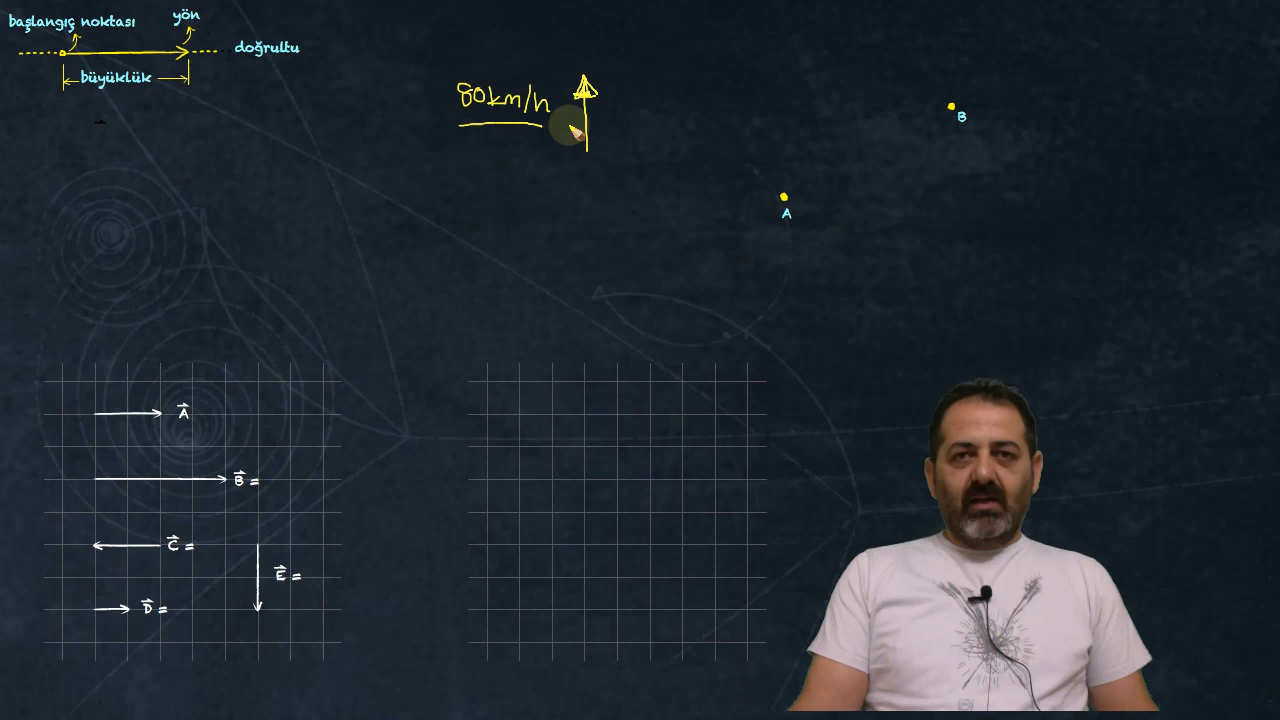 başlangıç noktası
yön
doğrultu
büyüklük
80km/h
B
A
A⃗
B⃗ =
C⃗ =
E⃗ =
D⃗ =